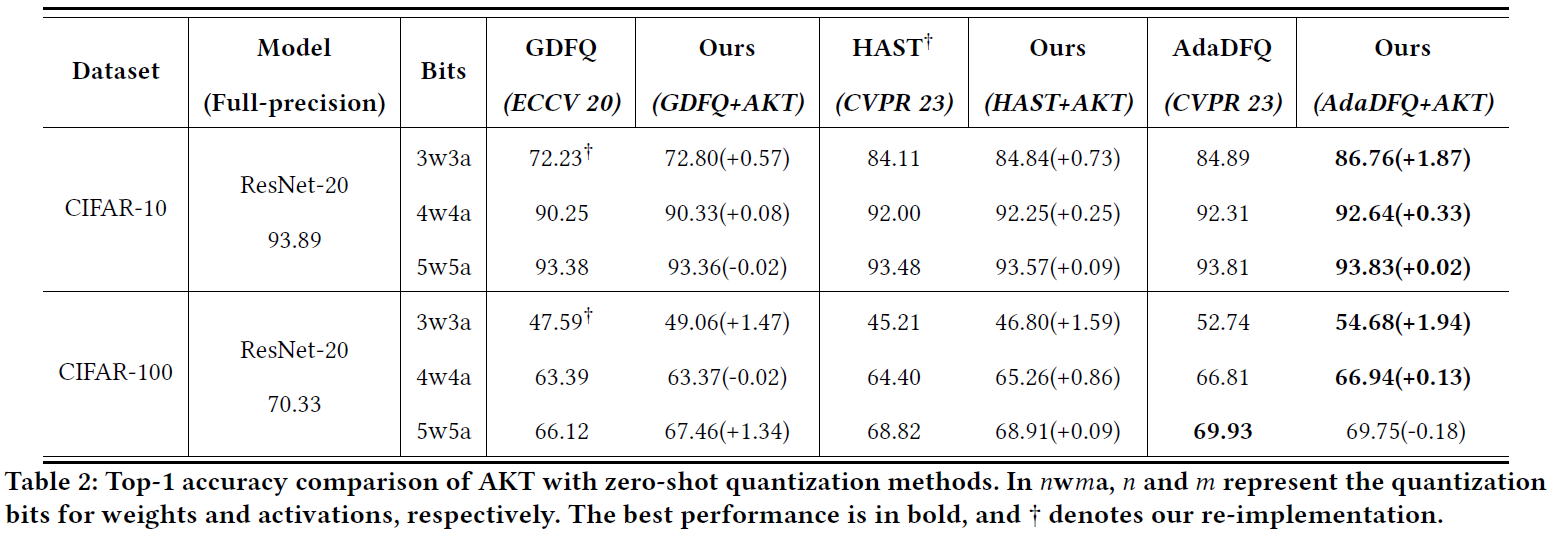 Dataset Model (Full-precision) Bits GDFQ (ECCV 20) Ours (GDFQ+AKT) HAST† (CVPR 23) Ours (HAST+AKT) AdaDFQ (CVPR 23) Ours (AdaDFQ+AKT)
CIFAR-10 ResNet-20 93.89 3w3a 72.23† 72.80(+0.57) 84.11 84.84(+0.73) 84.89 86.76(+1.87)
4w4a 90.25 90.33(+0.08) 92.00 92.25(+0.25) 92.31 92.64(+0.33)
5w5a 93.38 93.36(-0.02) 93.48 93.57(+0.09) 93.81 93.83(+0.02)
CIFAR-100 ResNet-20 70.33 3w3a 47.59† 49.06(+1.47) 45.21 46.80(+1.59) 52.74 54.68(+1.94)
4w4a 63.39 63.37(-0.02) 64.40 65.26(+0.86) 66.81 66.94(+0.13)
5w5a 66.12 67.46(+1.34) 68.82 68.91(+0.09) 69.93 69.75(-0.18)
Table 2: Top-1 accuracy comparison of AKT with zero-shot quantization methods. In nwma, n and m represent the quantization
bits for weights and activations, respectively. The best performance is in bold, and † denotes our re-implementation.